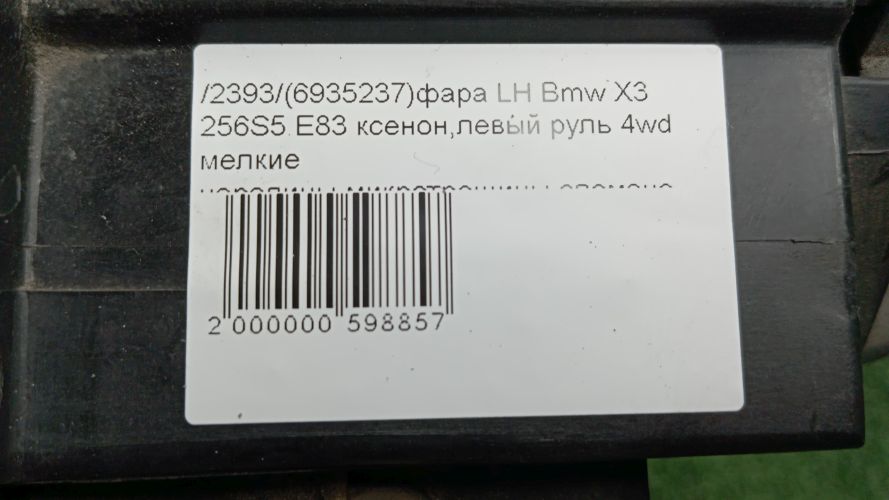 /2393/(6935237)фара LH Bmw X3
256S5 E83 ксенон,левый руль 4wd
мелкие
2 000000 598857